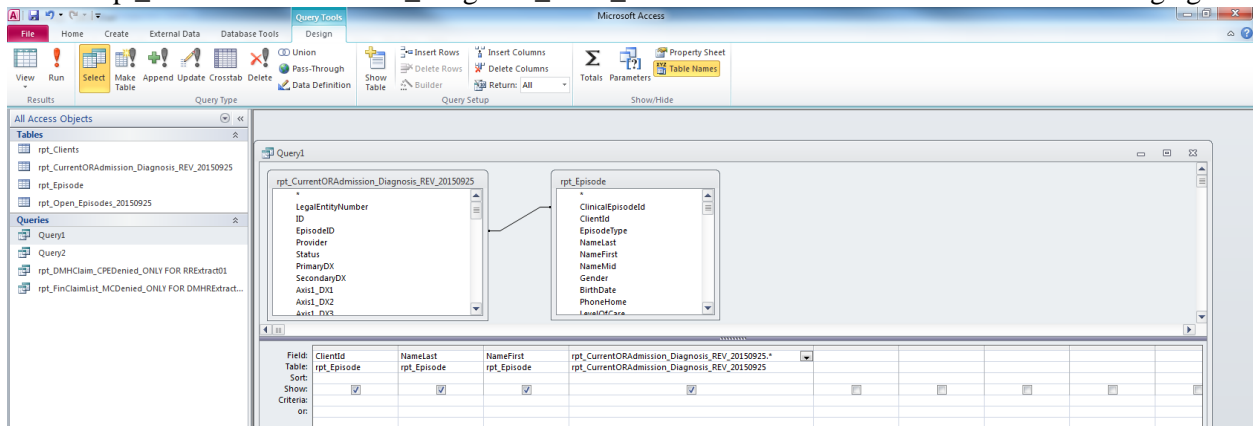 Query Tools
Microsoft Access
File Home Create External Data Database Tools Design
View Run Select Make Table Append Update Crosstab Delete
Union
Pass-Through
Data Definition
Show Table
Insert Rows
Delete Rows
Builder
Insert Columns
Delete Columns
Return: All
Totals Parameters
Property Sheet
Table Names
Results Query Type Query Setup Show/Hide
All Access Objects
Tables
rpt_Clients
rpt_CurrentORAdmission_Diagnosis_REV_20150925
rpt_Episode
rpt_Open_Episodes_20150925
Queries
Query1
Query2
rpt_DMHClaim_CPEDenied_ONLY FOR RRExtract01
rpt_FinClaimList_MCDenied_ONLY FOR DMHRExtract...
Query1
rpt_CurrentORAdmission_Diagnosis_REV_20150925
*
LegalEntityNumber
ID
EpisodeID
Provider
Status
PrimaryDX
SecondaryDX
Axis1_DX1
Axis1_DX2
Axis1_DX3
rpt_Episode
*
ClinicalEpisodeId
ClientId
EpisodeType
NameLast
NameFirst
NameMid
Gender
BirthDate
PhoneHome
LevelOfCare
Field: ClientId NameLast NameFirst rpt_CurrentORAdmission_Diagnosis_REV_20150925.*
Table: rpt_Episode rpt_Episode rpt_Episode rpt_CurrentORAdmission_Diagnosis_REV_20150925
Sort:
Show:
Criteria:
or: